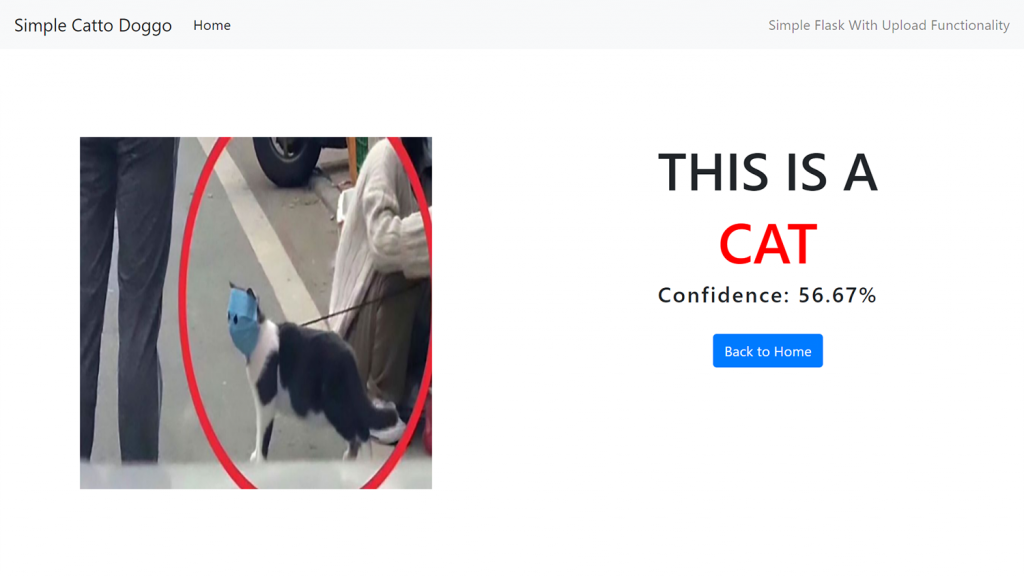 Simple Catto Doggo Home Simple Flask With Upload Functionality
THIS IS A
CAT
Confidence: 56.67%
Back to Home